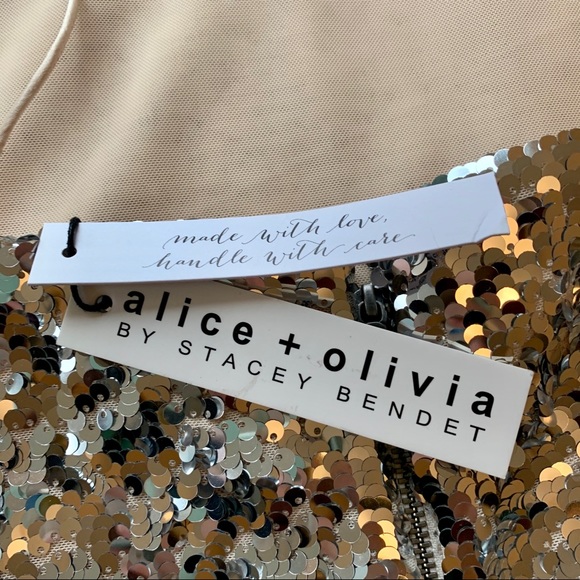 made with love,
handle with care
alice + olivia
BY STACEY BENDET